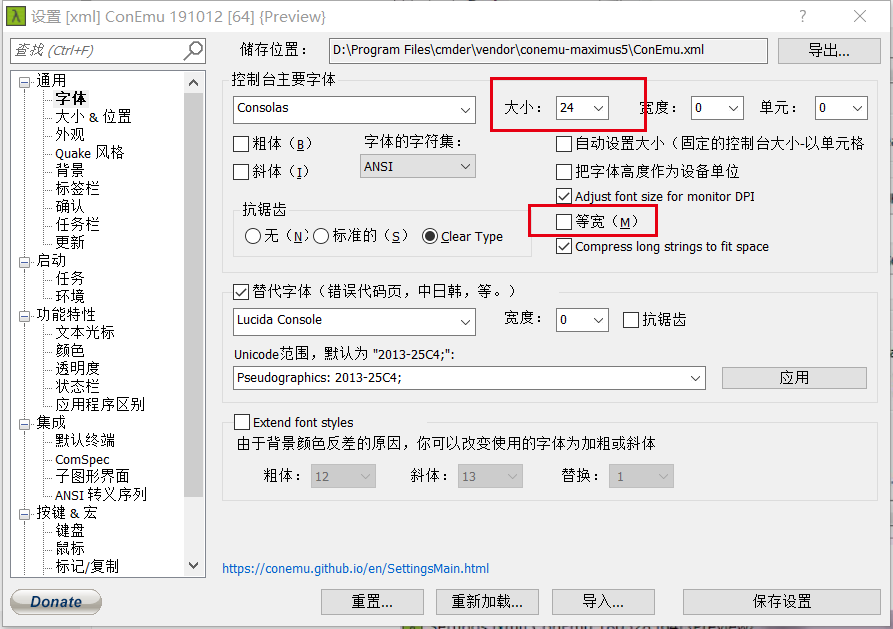 设置 [xml] ConEmu 191012 [64] {Preview}
查找 (Ctrl+F)
储存位置：
D:\Program Files\cmder\vendor\conemu-maximus5\ConEmu.xml
导出...
通用
字体
大小 & 位置
外观
Quake 风格
背景
标签栏
确认
任务栏
更新
启动
任务
环境
功能特性
文本光标
颜色
透明度
状态栏
应用程序区别
集成
默认终端
ComSpec
子图形界面
ANSI 转义序列
按键 & 宏
键盘
鼠标
标记/复制
控制台主要字体
Consolas
大小：
24
宽度：
0
单元：
0
粗体（B）
字体的字符集：
自动设置大小（固定的控制台大小-以单元格
斜体（I）
ANSI
把字体高度作为设备单位
Adjust font size for monitor DPI
抗锯齿
等宽（M）
无（N）
标准的（S）
Clear Type
Compress long strings to fit space
替代字体（错误代码页，中日韩，等。）
Lucida Console
宽度：
0
抗锯齿
Unicode范围，默认为 "2013-25C4;":
Pseudographics: 2013-25C4;
应用
Extend font styles
由于背景颜色反差的原因，你可以改变使用的字体为加粗或斜体
粗体：
12
斜体：
13
替换：
1
https://conemu.github.io/en/SettingsMain.html
Donate
重置...
重新加载...
导入...
保存设置